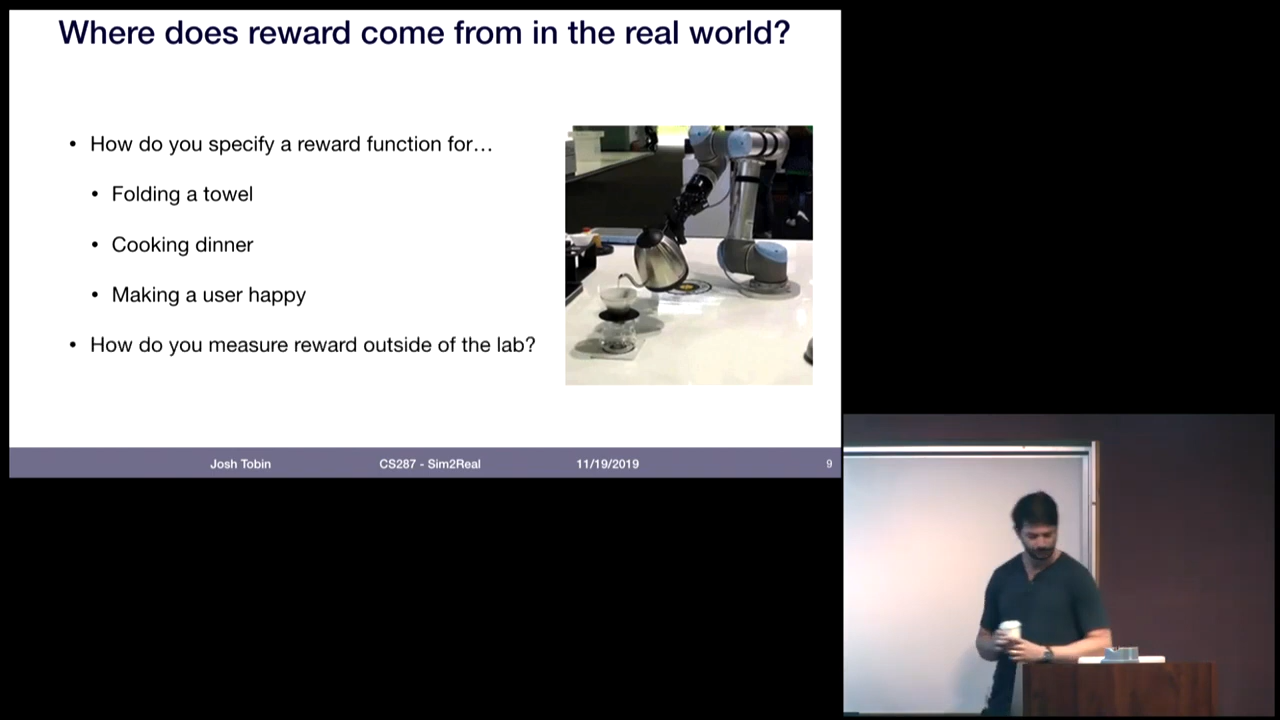 Where does reward come from in the real world?
• How do you specify a reward function for…
• Folding a towel
• Cooking dinner
• Making a user happy
• How do you measure reward outside of the lab?
Josh Tobin CS287 - Sim2Real 11/19/2019 9